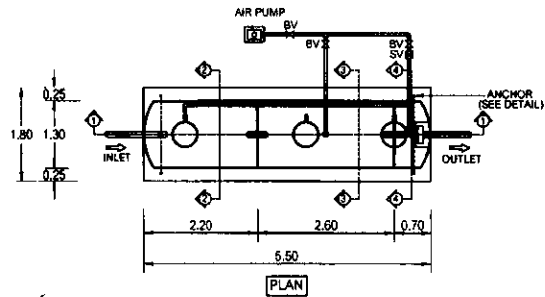 AIR PUMP
BV
BV
BV
SV
2
3
4
ANCHOR
(SEE DETAIL)
0.25
1.80
1.30
0.25
1
1
INLET
OUTLET
2
3
4
2.20
2.60
0.70
5.50
PLAN